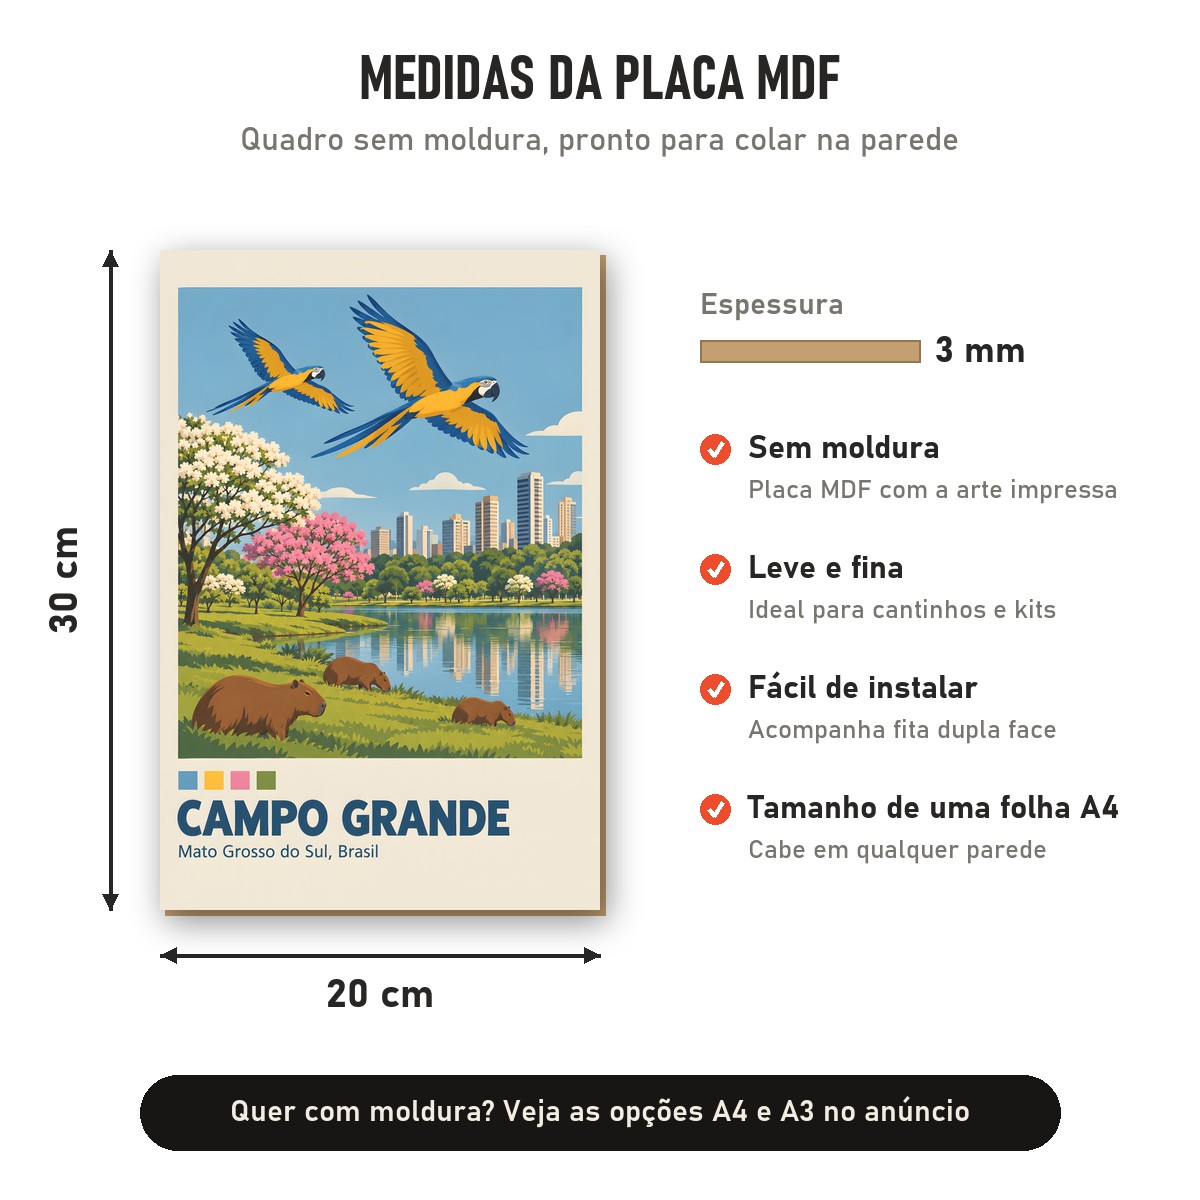 MEDIDAS DA PLACA MDF
Quadro sem moldura, pronto para colar na parede
30 cm
CAMPO GRANDE
Mato Grosso do Sul, Brasil
20 cm
Espessura
3 mm
Sem moldura
Placa MDF com a arte impressa
Leve e fina
Ideal para cantinhos e kits
Fácil de instalar
Acompanha fita dupla face
Tamanho de uma folha A4
Cabe em qualquer parede
Quer com moldura? Veja as opções A4 e A3 no anúncio